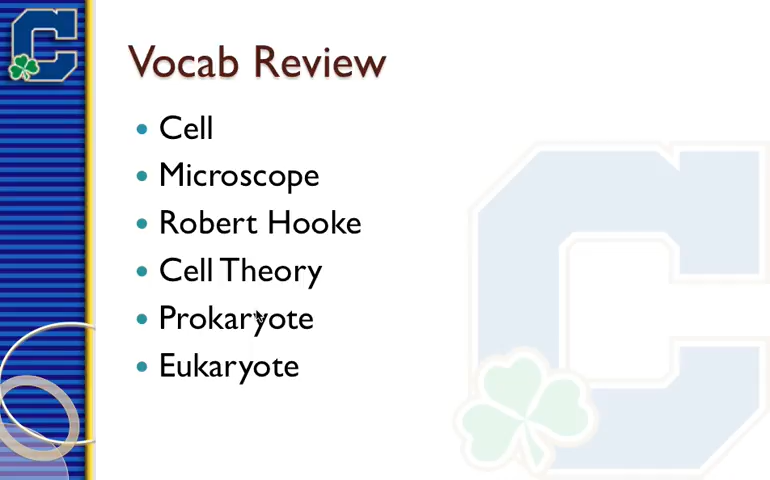 C
Vocab Review
• Cell
• Microscope
• Robert Hooke
• Cell Theory
• Prokaryote
• Eukaryote
C